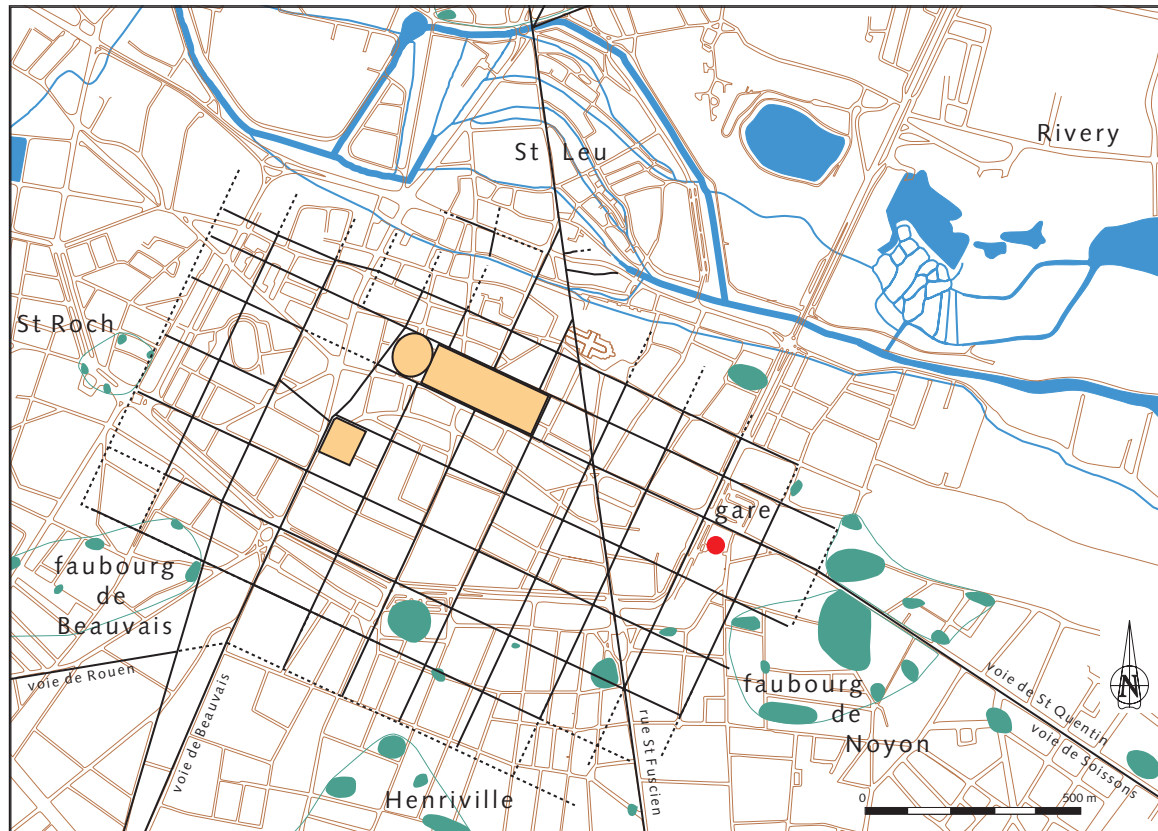 Rivery
St Leu
St Roch
gare
faubourg
de
Beauvais
voie de Rouen
voie de Beauvais
rue St Fuscien
faubourg
de
Noyon
voie de St Quentin
voie de Soissons
N
Henriville
0
500 m